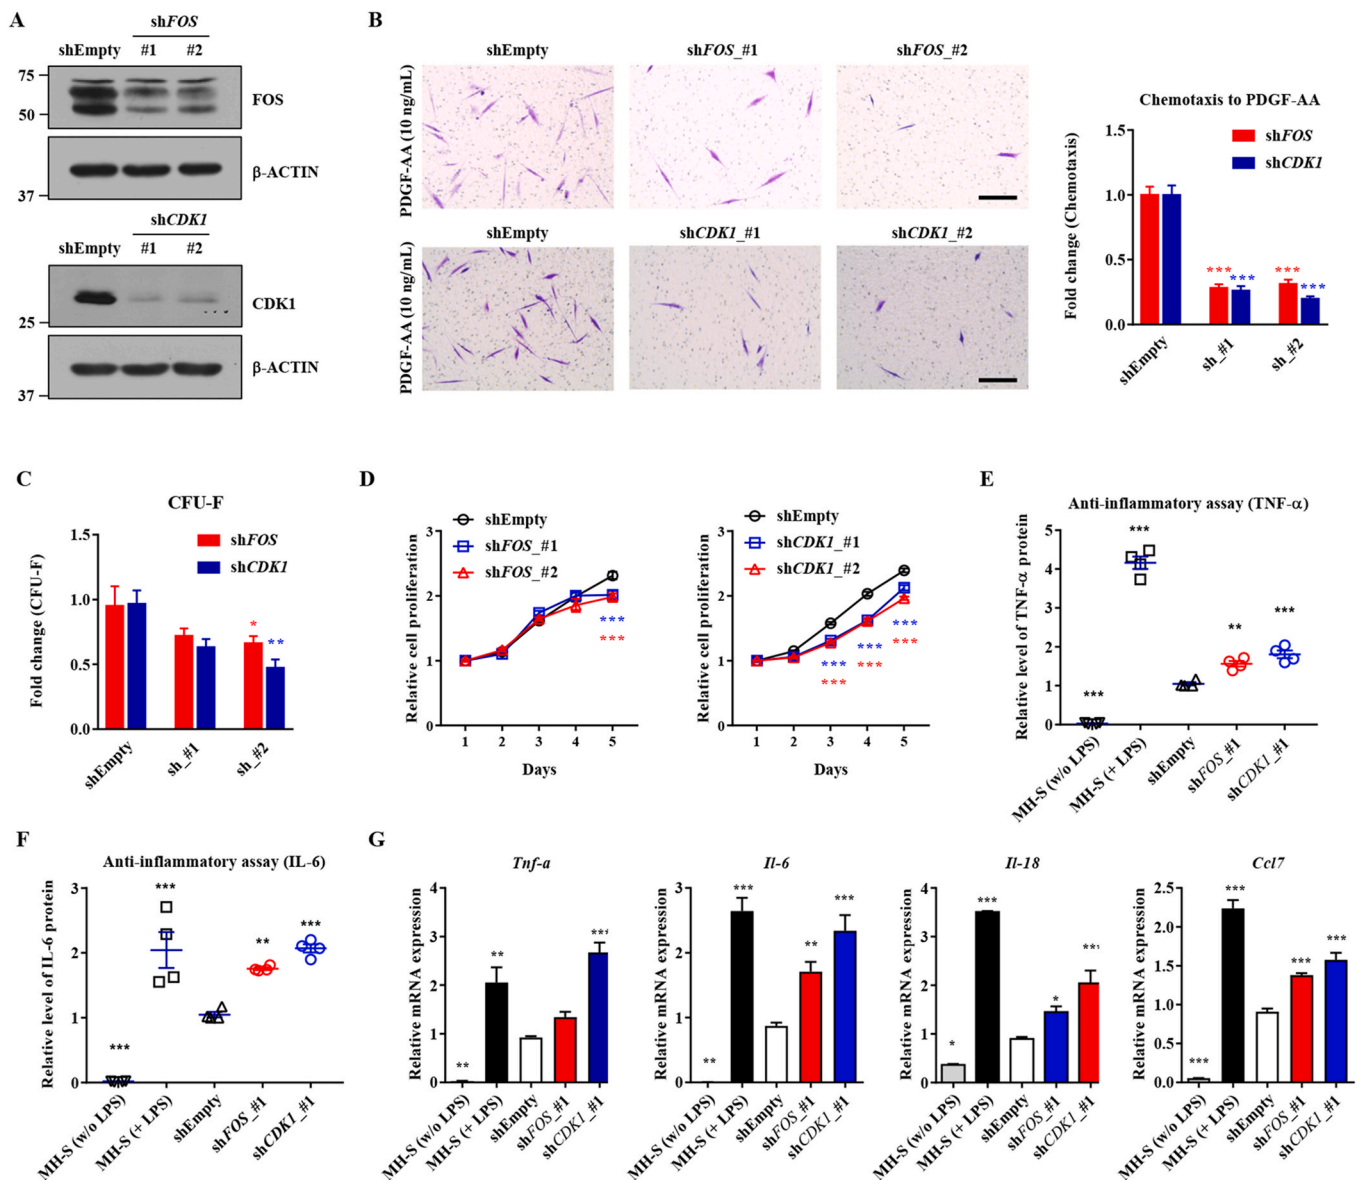 A
shFOS
shEmpty #1 #2
75
50
FOS
β-ACTIN
37
shCDK1
shEmpty #1 #2
CDK1
25
β-ACTIN
37
B
shEmpty shFOS_#1 shFOS_#2
PDGF-AA (10 ng/mL)
shEmpty shCDK1_#1 shCDK1_#2
PDGF-AA (10 ng/mL)
Chemotaxis to PDGF-AA
shFOS
shCDK1
Fold change (Chemotaxis)
1.5
1.0
0.5
0.0
*** *** *** ***
shEmpty sh_#1 sh_#2
C
CFU-F
shFOS
shCDK1
Fold change (CFU-F)
1.5
1.0
0.5
0.0
* **
shEmpty sh_#1 sh_#2
D
shEmpty
shFOS_#1
shFOS_#2
Relative cell proliferation
3
2
1
0
***
***
1 2 3 4 5
Days
shEmpty
shCDK1_#1
shCDK1_#2
Relative cell proliferation
3
2
1
0
*** *** ***
*** *** ***
1 2 3 4 5
Days
E
Anti-inflammatory assay (TNF-α)
Relative level of TNF-α protein
5
4
3
2
1
0
*** *** ** ***
MH-S (w/o LPS) MH-S (+ LPS) shEmpty shFOS_#1 shCDK1_#1
F
Anti-inflammatory assay (IL-6)
Relative level of IL-6 protein
3
2
1
0
*** *** ** ***
MH-S (w/o LPS) MH-S (+ LPS) shEmpty shFOS_#1 shCDK1_#1
G
Tnf-a
Relative mRNA expression
4
3
2
1
0
** ** ***
MH-S (w/o LPS) MH-S (+ LPS) shEmpty shFOS_#1 shCDK1_#1
Il-6
Relative mRNA expression
3
2
1
0
** *** ** ***
MH-S (w/o LPS) MH-S (+ LPS) shEmpty shFOS_#1 shCDK1_#1
Il-18
Relative mRNA expression
4
3
2
1
0
* *** * ***
MH-S (w/o LPS) MH-S (+ LPS) shEmpty shFOS_#1 shCDK1_#1
Ccl7
Relative mRNA expression
2.5
2.0
1.5
1.0
0.5
0.0
*** *** *** ***
MH-S (w/o LPS) MH-S (+ LPS) shEmpty shFOS_#1 shCDK1_#1